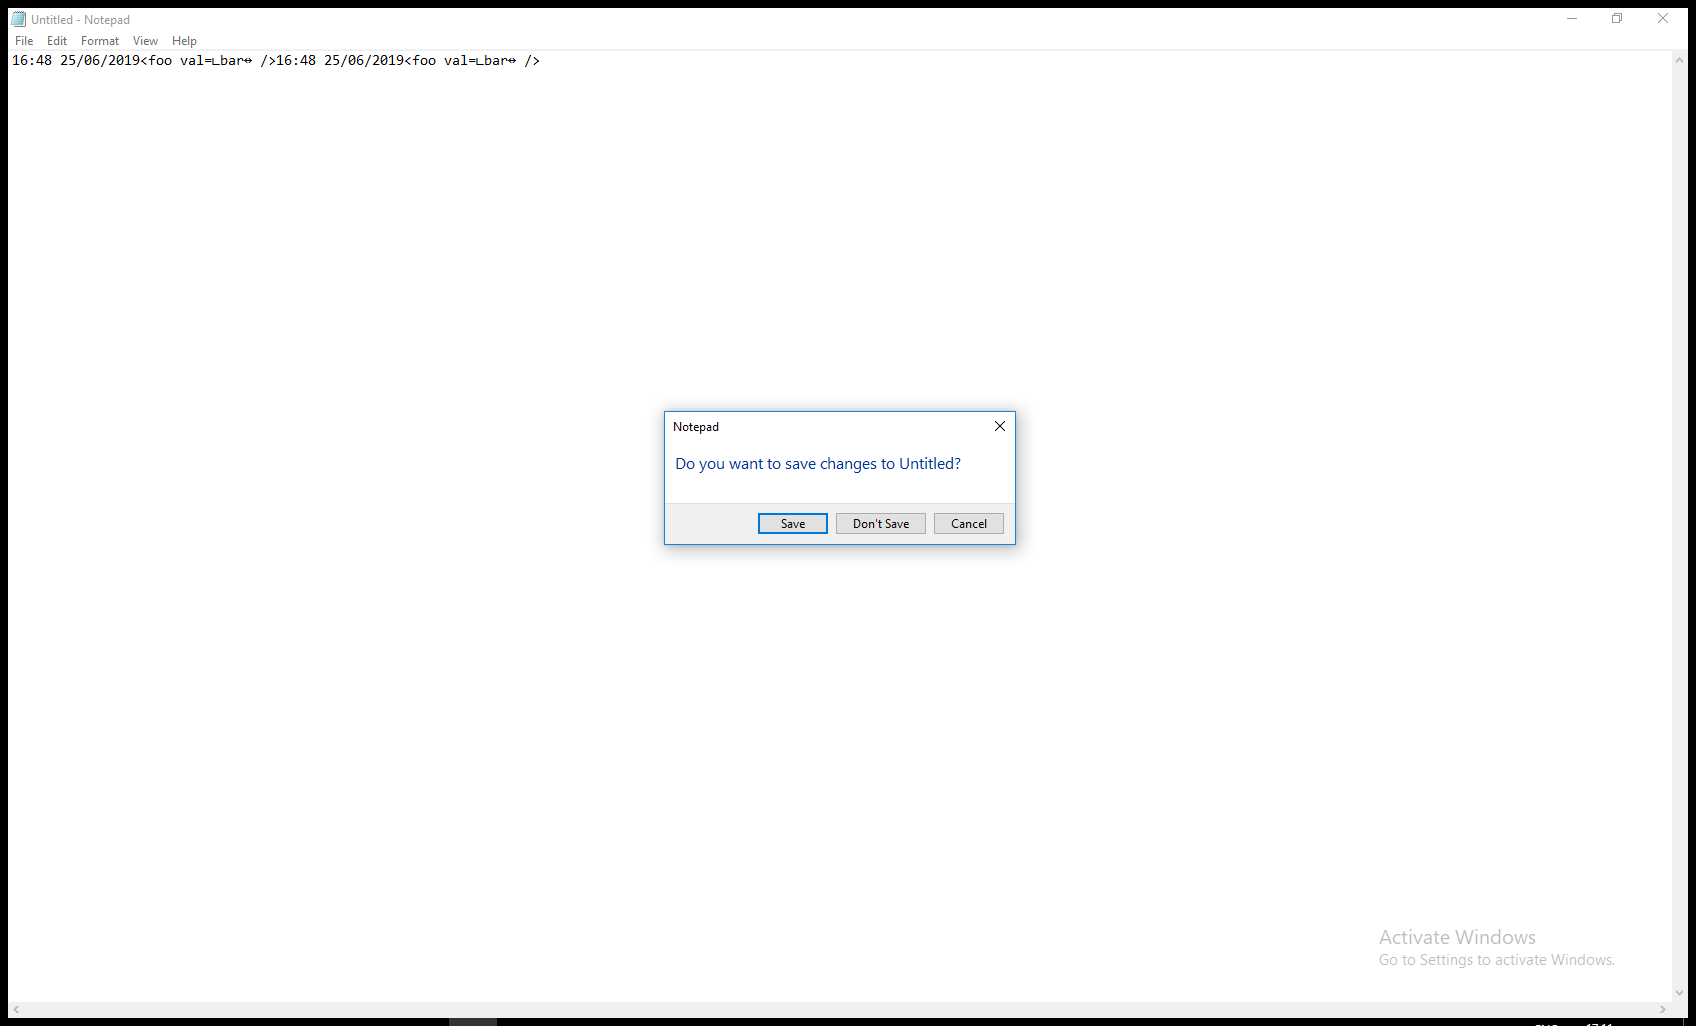 Untitled - Notepad
File Edit Format View Help
16:48 25/06/2019<foo val=∟bar↔ />16:48 25/06/2019<foo val=∟bar↔ />
Notepad
Do you want to save changes to Untitled?
Save Don't Save Cancel
Activate Windows
Go to Settings to activate Windows.